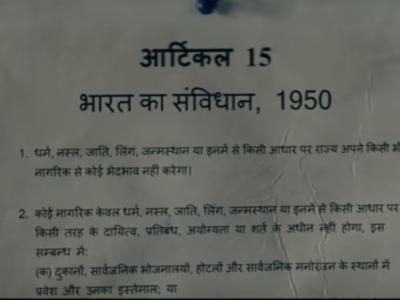 आर्टिकल 15
भारत का संविधान, 1950
1. धर्म, नस्ल, जाति, लिंग, जन्मस्थान या इनमें से किसी आधार पर राज्य अपने किसी भी
नागरिक से कोई भेदभाव नहीं करेगा।
2. कोई नागरिक केवल धर्म, नस्ल, जाति, लिंग, जन्मस्थान या इनमें से किसी आधार पर
किसी तरह के दायित्व, प्रतिबंध, अयोग्यता या शर्त के अधीन नहीं होगा, इस
सम्बन्ध में:
(क) दुकानों, सार्वजनिक भोजनालयों, होटलों और सार्वजनिक मनोरंजन के स्थानों में
प्रवेश और उनका इस्तेमाल; या